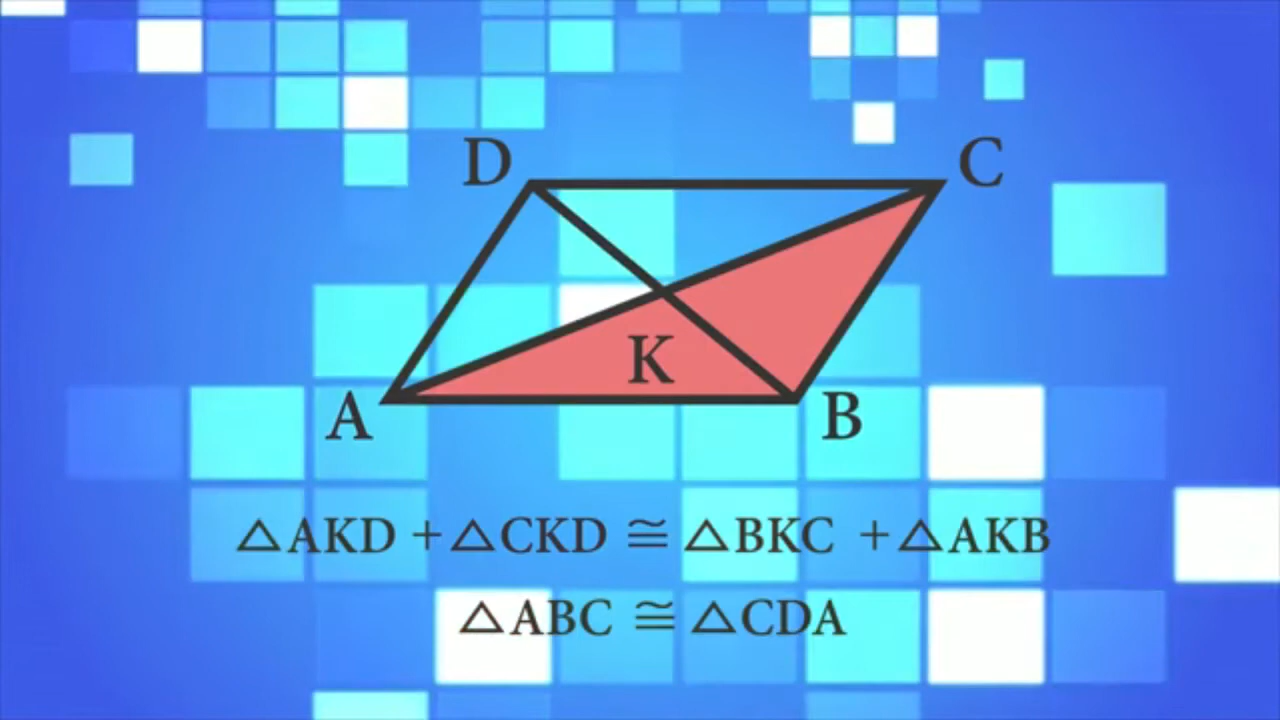 D C
K
A B
△AKD + △CKD ≅ △BKC + △AKB
△ABC ≅ △CDA